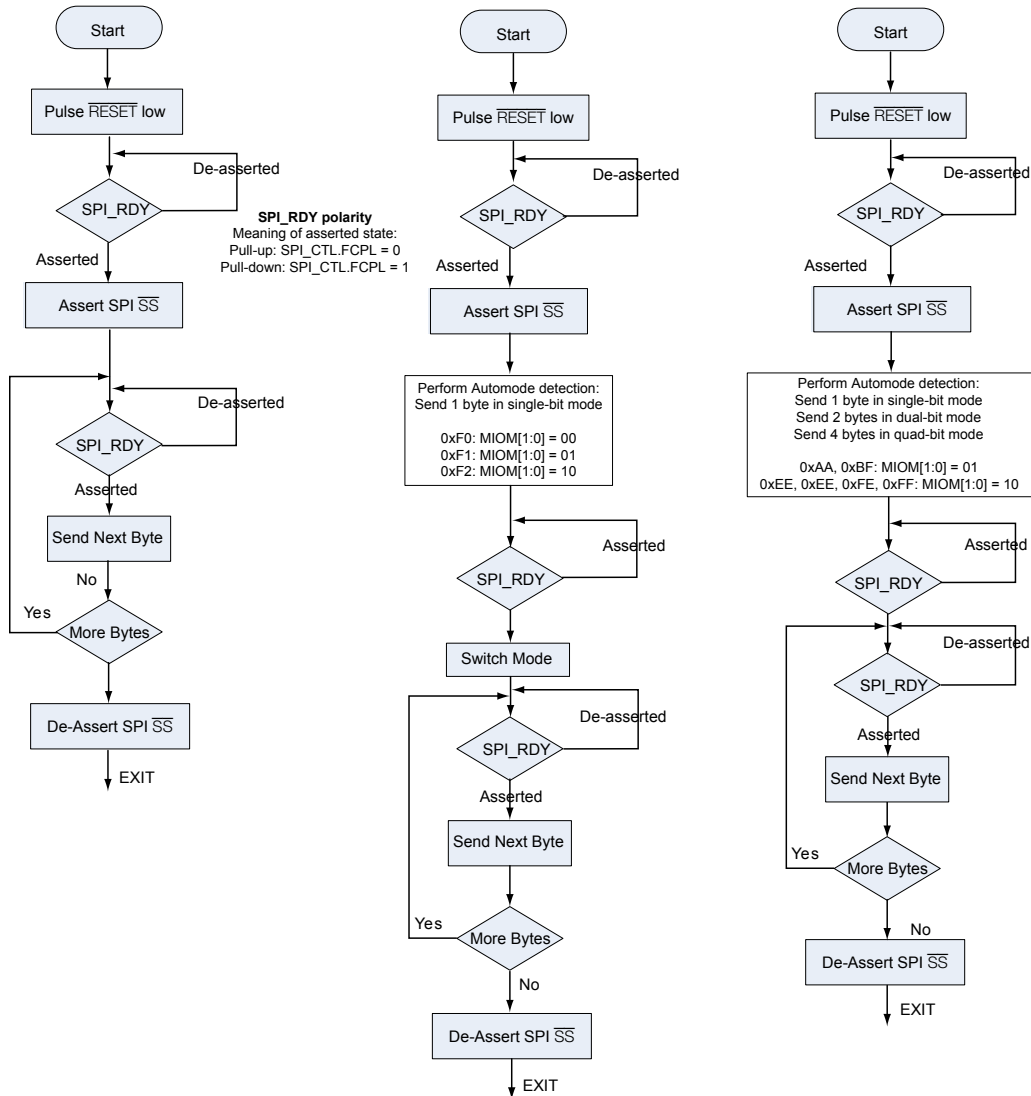 Start
Pulse RESET low
De-asserted
SPI_RDY
Asserted
Assert SPI SS
De-asserted
SPI_RDY
Asserted
Send Next Byte
No
Yes
More Bytes
De-Assert SPI SS
EXIT
SPI_RDY polarity
Meaning of asserted state:
Pull-up: SPI_CTL.FCPL = 0
Pull-down: SPI_CTL.FCPL = 1
Start
Pulse RESET low
De-asserted
SPI_RDY
Asserted
Assert SPI SS
Perform Automode detection:
Send 1 byte in single-bit mode
0xF0: MIOM[1:0] = 00
0xF1: MIOM[1:0] = 01
0xF2: MIOM[1:0] = 10
Asserted
SPI_RDY
Switch Mode
De-asserted
SPI_RDY
Asserted
Send Next Byte
Yes
More Bytes
No
De-Assert SPI SS
EXIT
Start
Pulse RESET low
De-asserted
SPI_RDY
Asserted
Assert SPI SS
Perform Automode detection:
Send 1 byte in single-bit mode
Send 2 bytes in dual-bit mode
Send 4 bytes in quad-bit mode
0xAA, 0xBF: MIOM[1:0] = 01
0xEE, 0xEE, 0xFE, 0xFF: MIOM[1:0] = 10
Asserted
SPI_RDY
De-asserted
SPI_RDY
Asserted
Send Next Byte
Yes
More Bytes
No
De-Assert SPI SS
EXIT